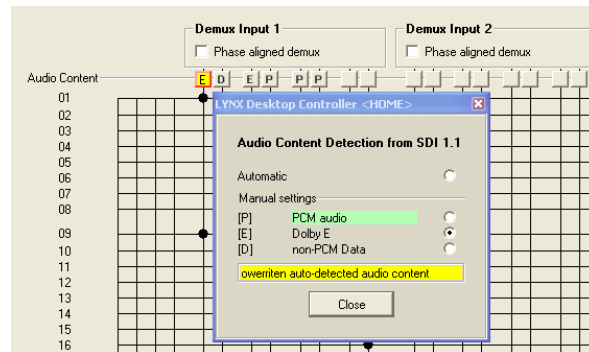 Demux Input 1
Demux Input 2
Phase aligned demux
Phase aligned demux
Audio Content
E D E P P P
01
LYNX Desktop Controller <HOME>
02
03
Audio Content Detection from SDI 1.1
04
05
Automatic
06
07
Manual settings
08
[P] PCM audio
09
[E] Dolby E
10
[D] non-PCM Data
11
owerriten auto-detected audio content
12
13
Close
14
15
16